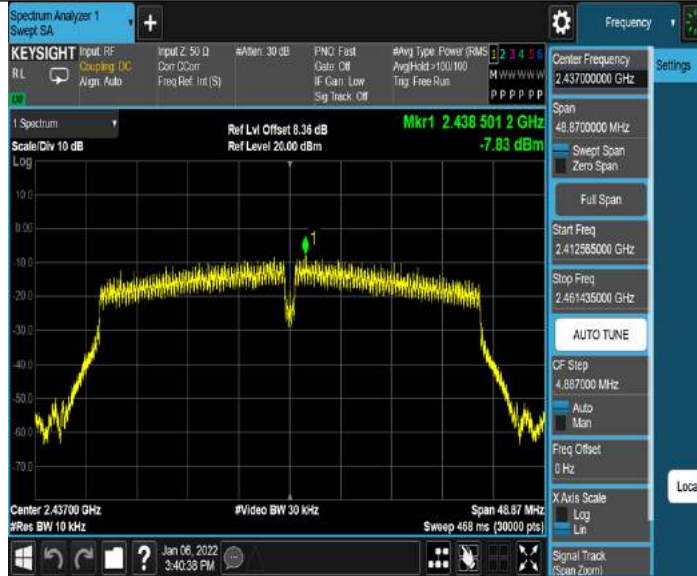 Spectrum Analyzer 1
Swept SA
+
Frequency
KEYSIGHT
RL
LXI
Input: RF
Coupling: DC
Align: Auto
Input Z: 50 Ω
Corr CCorr
Freq Ref: Int (S)
#Atten: 30 dB
PNO: Fast
Gate: Off
IF Gain: Low
Sig Track: Off
#Avg Type: Power (RMS
Avg|Hold:>100/100
Trig: Free Run
1 2 3 4 5 6
M W W W W W
P P P P P P
Settings
1 Spectrum
Scale/Div 10 dB
Log
Ref Lvl Offset 8.36 dB
Ref Level 20.00 dBm
Mkr1 2.438 501 2 GHz
-7.83 dBm
10.0
0.00
-10.0
-20.0
-30.0
-40.0
-50.0
-60.0
-70.0
1
Center 2.43700 GHz
#Res BW 10 kHz
#Video BW 30 kHz
Span 48.87 MHz
Sweep 468 ms (30000 pts)
Center Frequency
2.437000000 GHz
Span
48.8700000 MHz
Swept Span
Zero Span
Full Span
Start Freq
2.412565000 GHz
Stop Freq
2.461435000 GHz
AUTO TUNE
CF Step
4.887000 MHz
Auto
Man
Freq Offset
0 Hz
X Axis Scale
Log
Lin
Signal Track
(Span Zoom)
Loca
?
Jan 06, 2022
3:40:38 PM